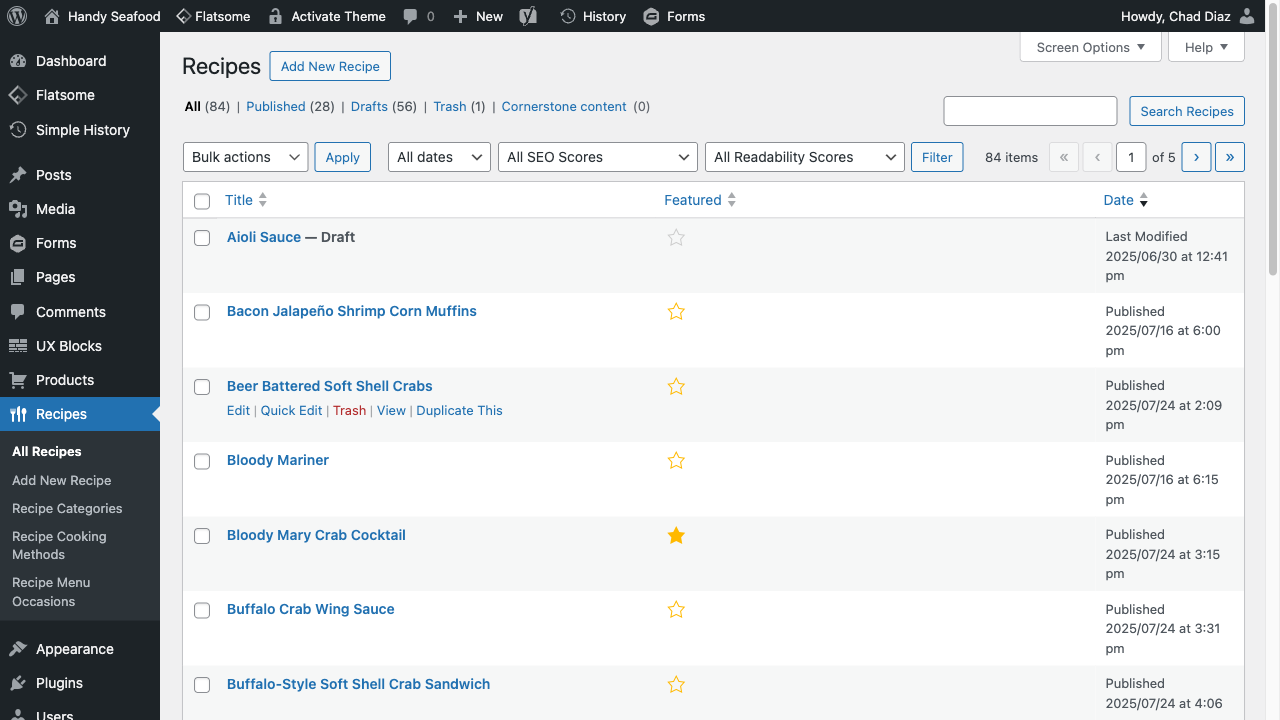 Handy Seafood Flatsome Activate Theme 0 New History Forms Howdy, Chad Diaz
Screen Options Help
Dashboard
Flatsome
Simple History
Posts
Media
Forms
Pages
Comments
UX Blocks
Products
Recipes
All Recipes
Add New Recipe
Recipe Categories
Recipe Cooking
Methods
Recipe Menu
Occasions
Appearance
Plugins
Users
Recipes Add New Recipe
All (84) | Published (28) | Drafts (56) | Trash (1) | Cornerstone content (0)
Search Recipes
Bulk actions Apply All dates All SEO Scores All Readability Scores Filter 84 items « ‹ 1 of 5 › »
Title Featured Date
Aioli Sauce — Draft
Last Modified
2025/06/30 at 12:41
pm
Bacon Jalapeño Shrimp Corn Muffins
Published
2025/07/16 at 6:00
pm
Beer Battered Soft Shell Crabs
Edit | Quick Edit | Trash | View | Duplicate This
Published
2025/07/24 at 2:09
pm
Bloody Mariner
Published
2025/07/16 at 6:15
pm
Bloody Mary Crab Cocktail
Published
2025/07/24 at 3:15
pm
Buffalo Crab Wing Sauce
Published
2025/07/24 at 3:31
pm
Buffalo-Style Soft Shell Crab Sandwich
Published
2025/07/24 at 4:06